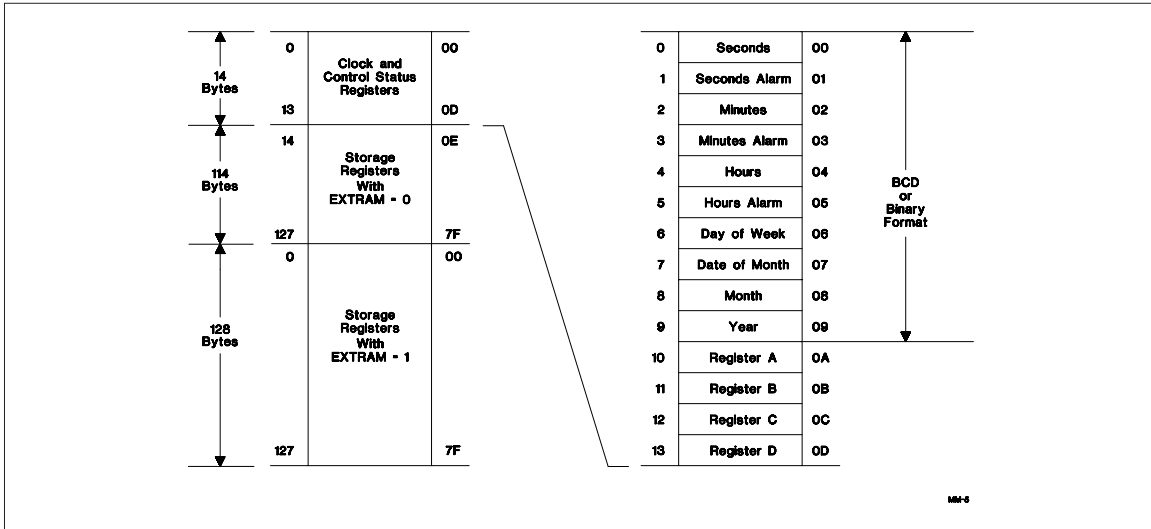 14
Bytes
114
Bytes
128
Bytes
0 00
Clock and
Control Status
Registers
13 0D
14 0E
Storage
Registers
With
EXTRAM - 0
127 7F
0 00
Storage
Registers
With
EXTRAM - 1
127 7F
0 Seconds 00
1 Seconds Alarm 01
2 Minutes 02
3 Minutes Alarm 03
4 Hours 04
5 Hours Alarm 05
6 Day of Week 06
7 Date of Month 07
8 Month 08
9 Year 09
10 Register A 0A
11 Register B 0B
12 Register C 0C
13 Register D 0D
BCD
or
Binary
Format
MM-5